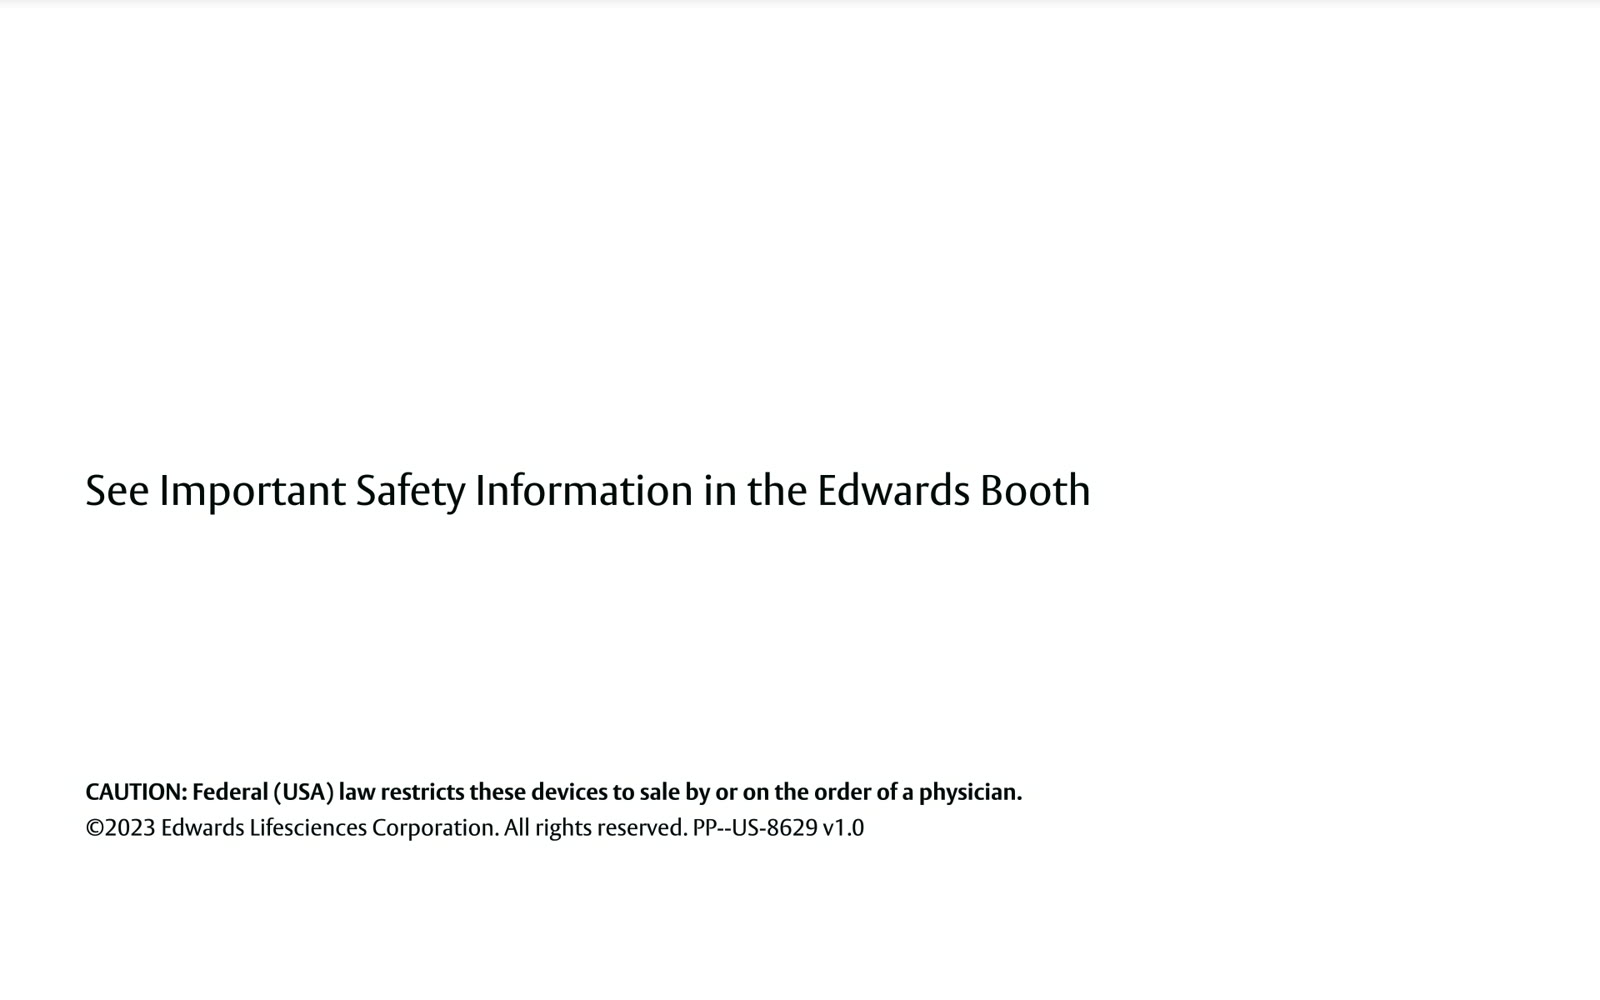 See Important Safety Information in the Edwards Booth
CAUTION: Federal (USA) law restricts these devices to sale by or on the order of a physician.
©2023 Edwards Lifesciences Corporation. All rights reserved. PP--US-8629 v1.0